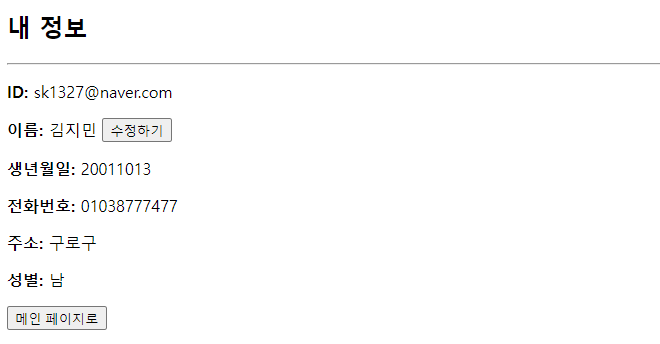 내 정보
ID: sk1327@naver.com
이름: 김지민 수정하기
생년월일: 20011013
전화번호: 01038777477
주소: 구로구
성별: 남
메인 페이지로